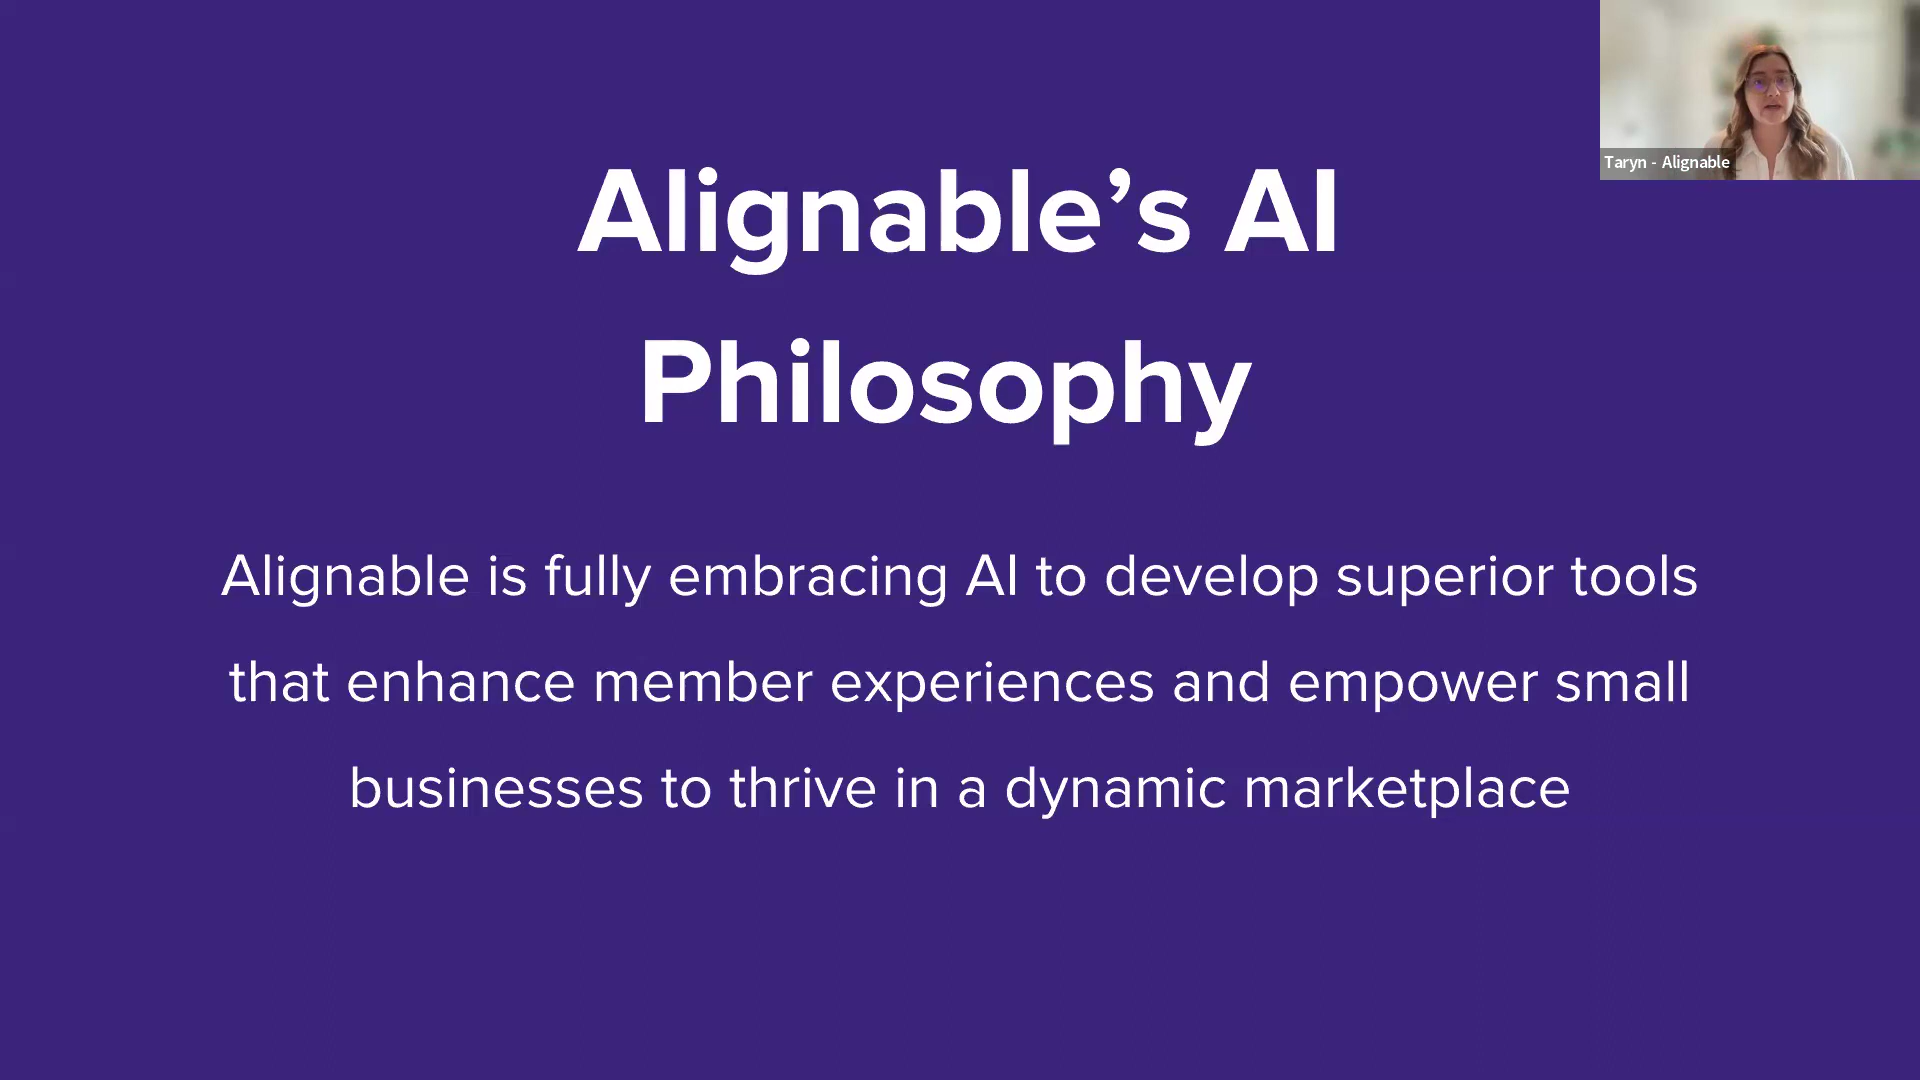 Alignable’s AI
Philosophy
Alignable is fully embracing AI to develop superior tools
that enhance member experiences and empower small
businesses to thrive in a dynamic marketplace
Taryn - Alignable